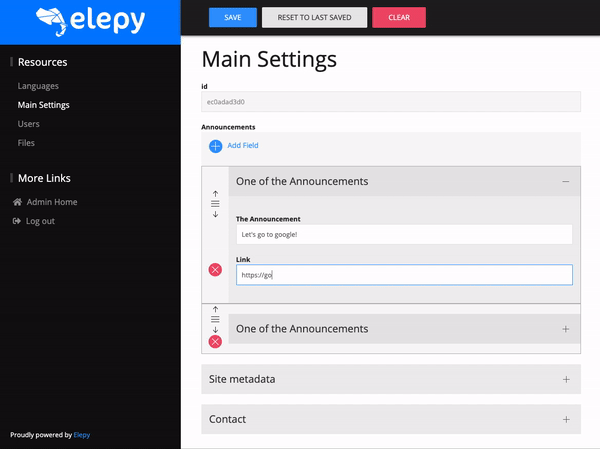 elepy
Resources
Languages
Main Settings
Users
Files
More Links
Admin Home
Log out
Proudly powered by Elepy
SAVE
RESET TO LAST SAVED
CLEAR
Main Settings
id
ec0adad3d0
Announcements
Add Field
One of the Announcements
The Announcement
Let's go to google!
Link
https://go
One of the Announcements
Site metadata
Contact